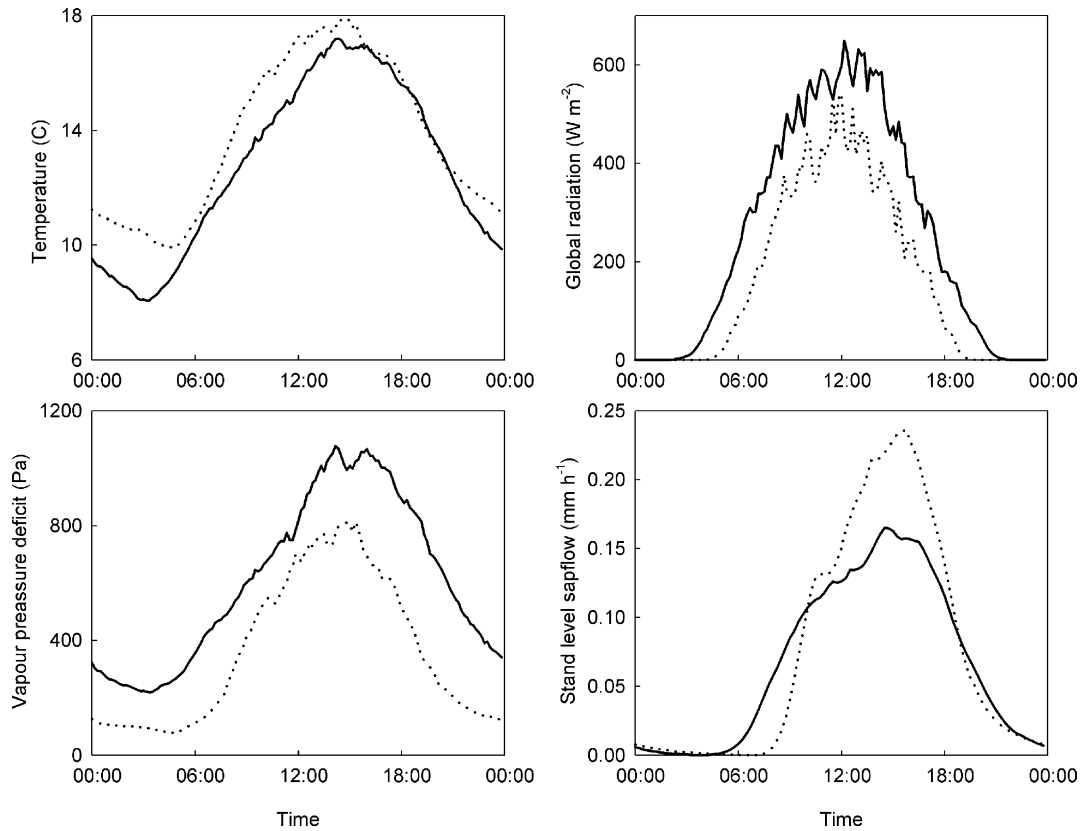 Temperature (C)
18
14
10
6
00:00 06:00 12:00 18:00 00:00
Global radiation (W m-2)
600
400
200
0
00:00 06:00 12:00 18:00 00:00
Vapour preassure deficit (Pa)
1200
800
400
0
00:00 06:00 12:00 18:00 00:00
Time
Stand level sapflow (mm h-1)
0.25
0.20
0.15
0.10
0.05
0.00
00:00 06:00 12:00 18:00 00:00
Time